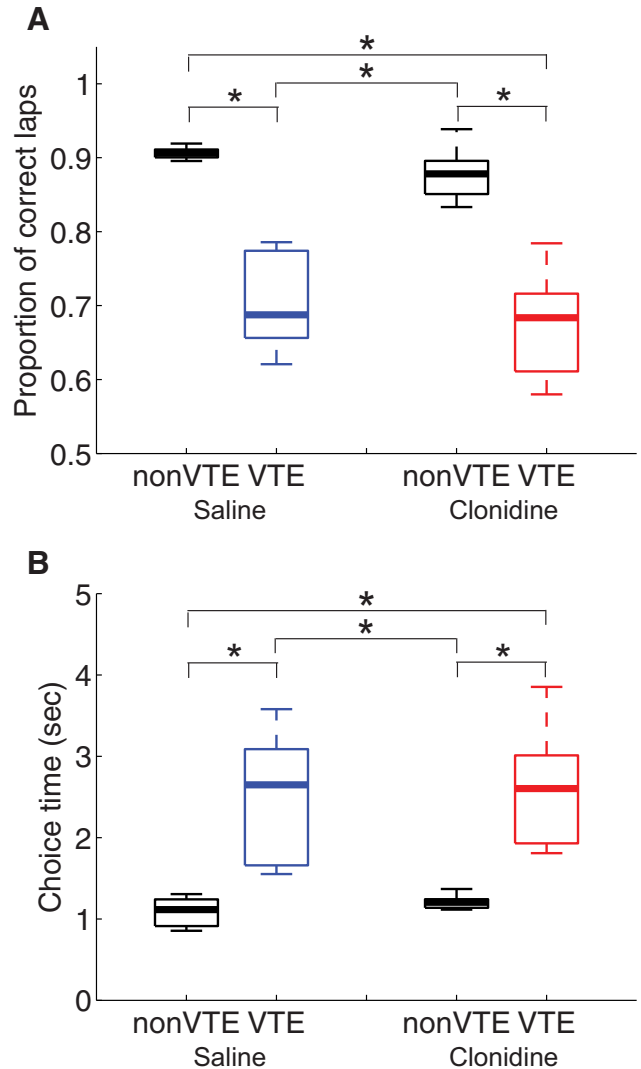 A
Proportion of correct laps
1
0.9
0.8
0.7
0.6
0.5
*
*
*
*
nonVTE VTE nonVTE VTE
Saline Clonidine
B
Choice time (sec)
5
4
3
2
1
0
*
*
*
*
nonVTE VTE nonVTE VTE
Saline Clonidine